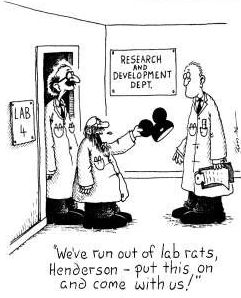 RESEARCH
AND
DEVELOPMENT
DEPT.
LAB
4
"We've run out of lab rats,
Henderson - put this on
and come with us!"